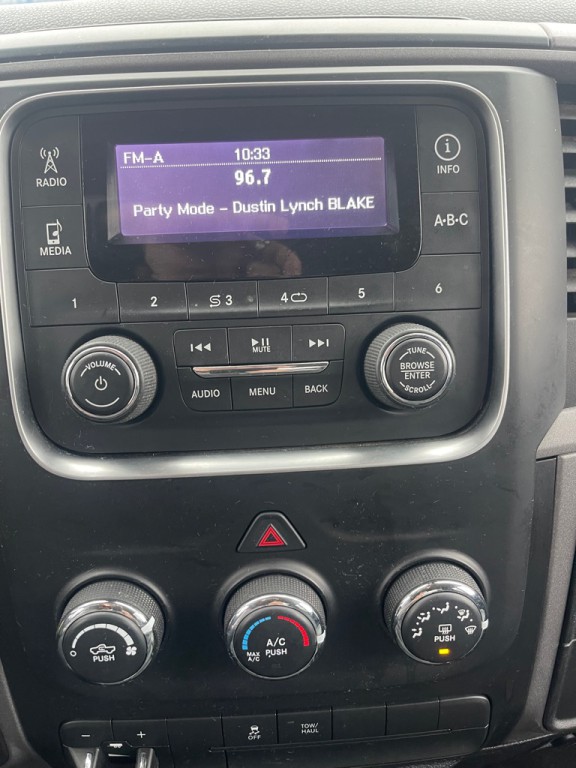 RADIO
FM-A 10:33
96.7
Party Mode - Dustin Lynch BLAKE
INFO
MEDIA
A·B·C
1 2 3 4 5 6
VOLUME
MUTE
AUDIO MENU BACK
TUNE
BROWSE
ENTER
SCROLL
PUSH
A/C
PUSH
MAX
A/C
PUSH
- +
OFF
TOW/
HAUL